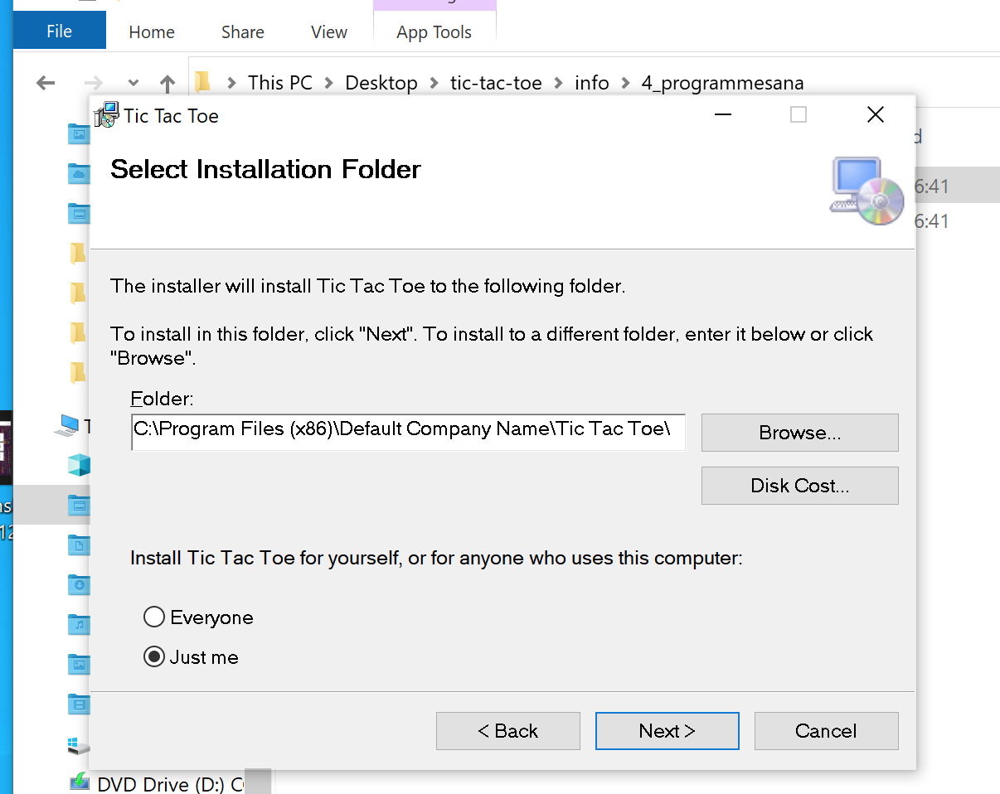 File
Home
Share
View
App Tools
This PC
Desktop
tic-tac-toe
info
4_programmesana
Tic Tac Toe
Select Installation Folder
6:41
6:41
The installer will install Tic Tac Toe to the following folder.
To install in this folder, click "Next". To install to a different folder, enter it below or click
"Browse".
Folder:
C:\Program Files (x86)\Default Company Name\Tic Tac Toe\
Browse...
Disk Cost...
Install Tic Tac Toe for yourself, or for anyone who uses this computer:
Everyone
Just me
< Back
Next >
Cancel
DVD Drive (D:) C